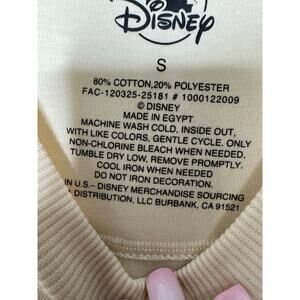 Disney
S
80% COTTON,20% POLYESTER
FAC-120325-25181 # 1000122009
© DISNEY
MADE IN EGYPT
MACHINE WASH COLD, INSIDE OUT,
WITH LIKE COLORS, GENTLE CYCLE. ONLY
NON-CHLORINE BLEACH WHEN NEEDED.
TUMBLE DRY LOW, REMOVE PROMPTLY.
COOL IRON WHEN NEEDED
DO NOT IRON DECORATION.
IN U.S.- DISNEY MERCHANDISE SOURCING
DISTRIBUTION, LLC BURBANK, CA 91521